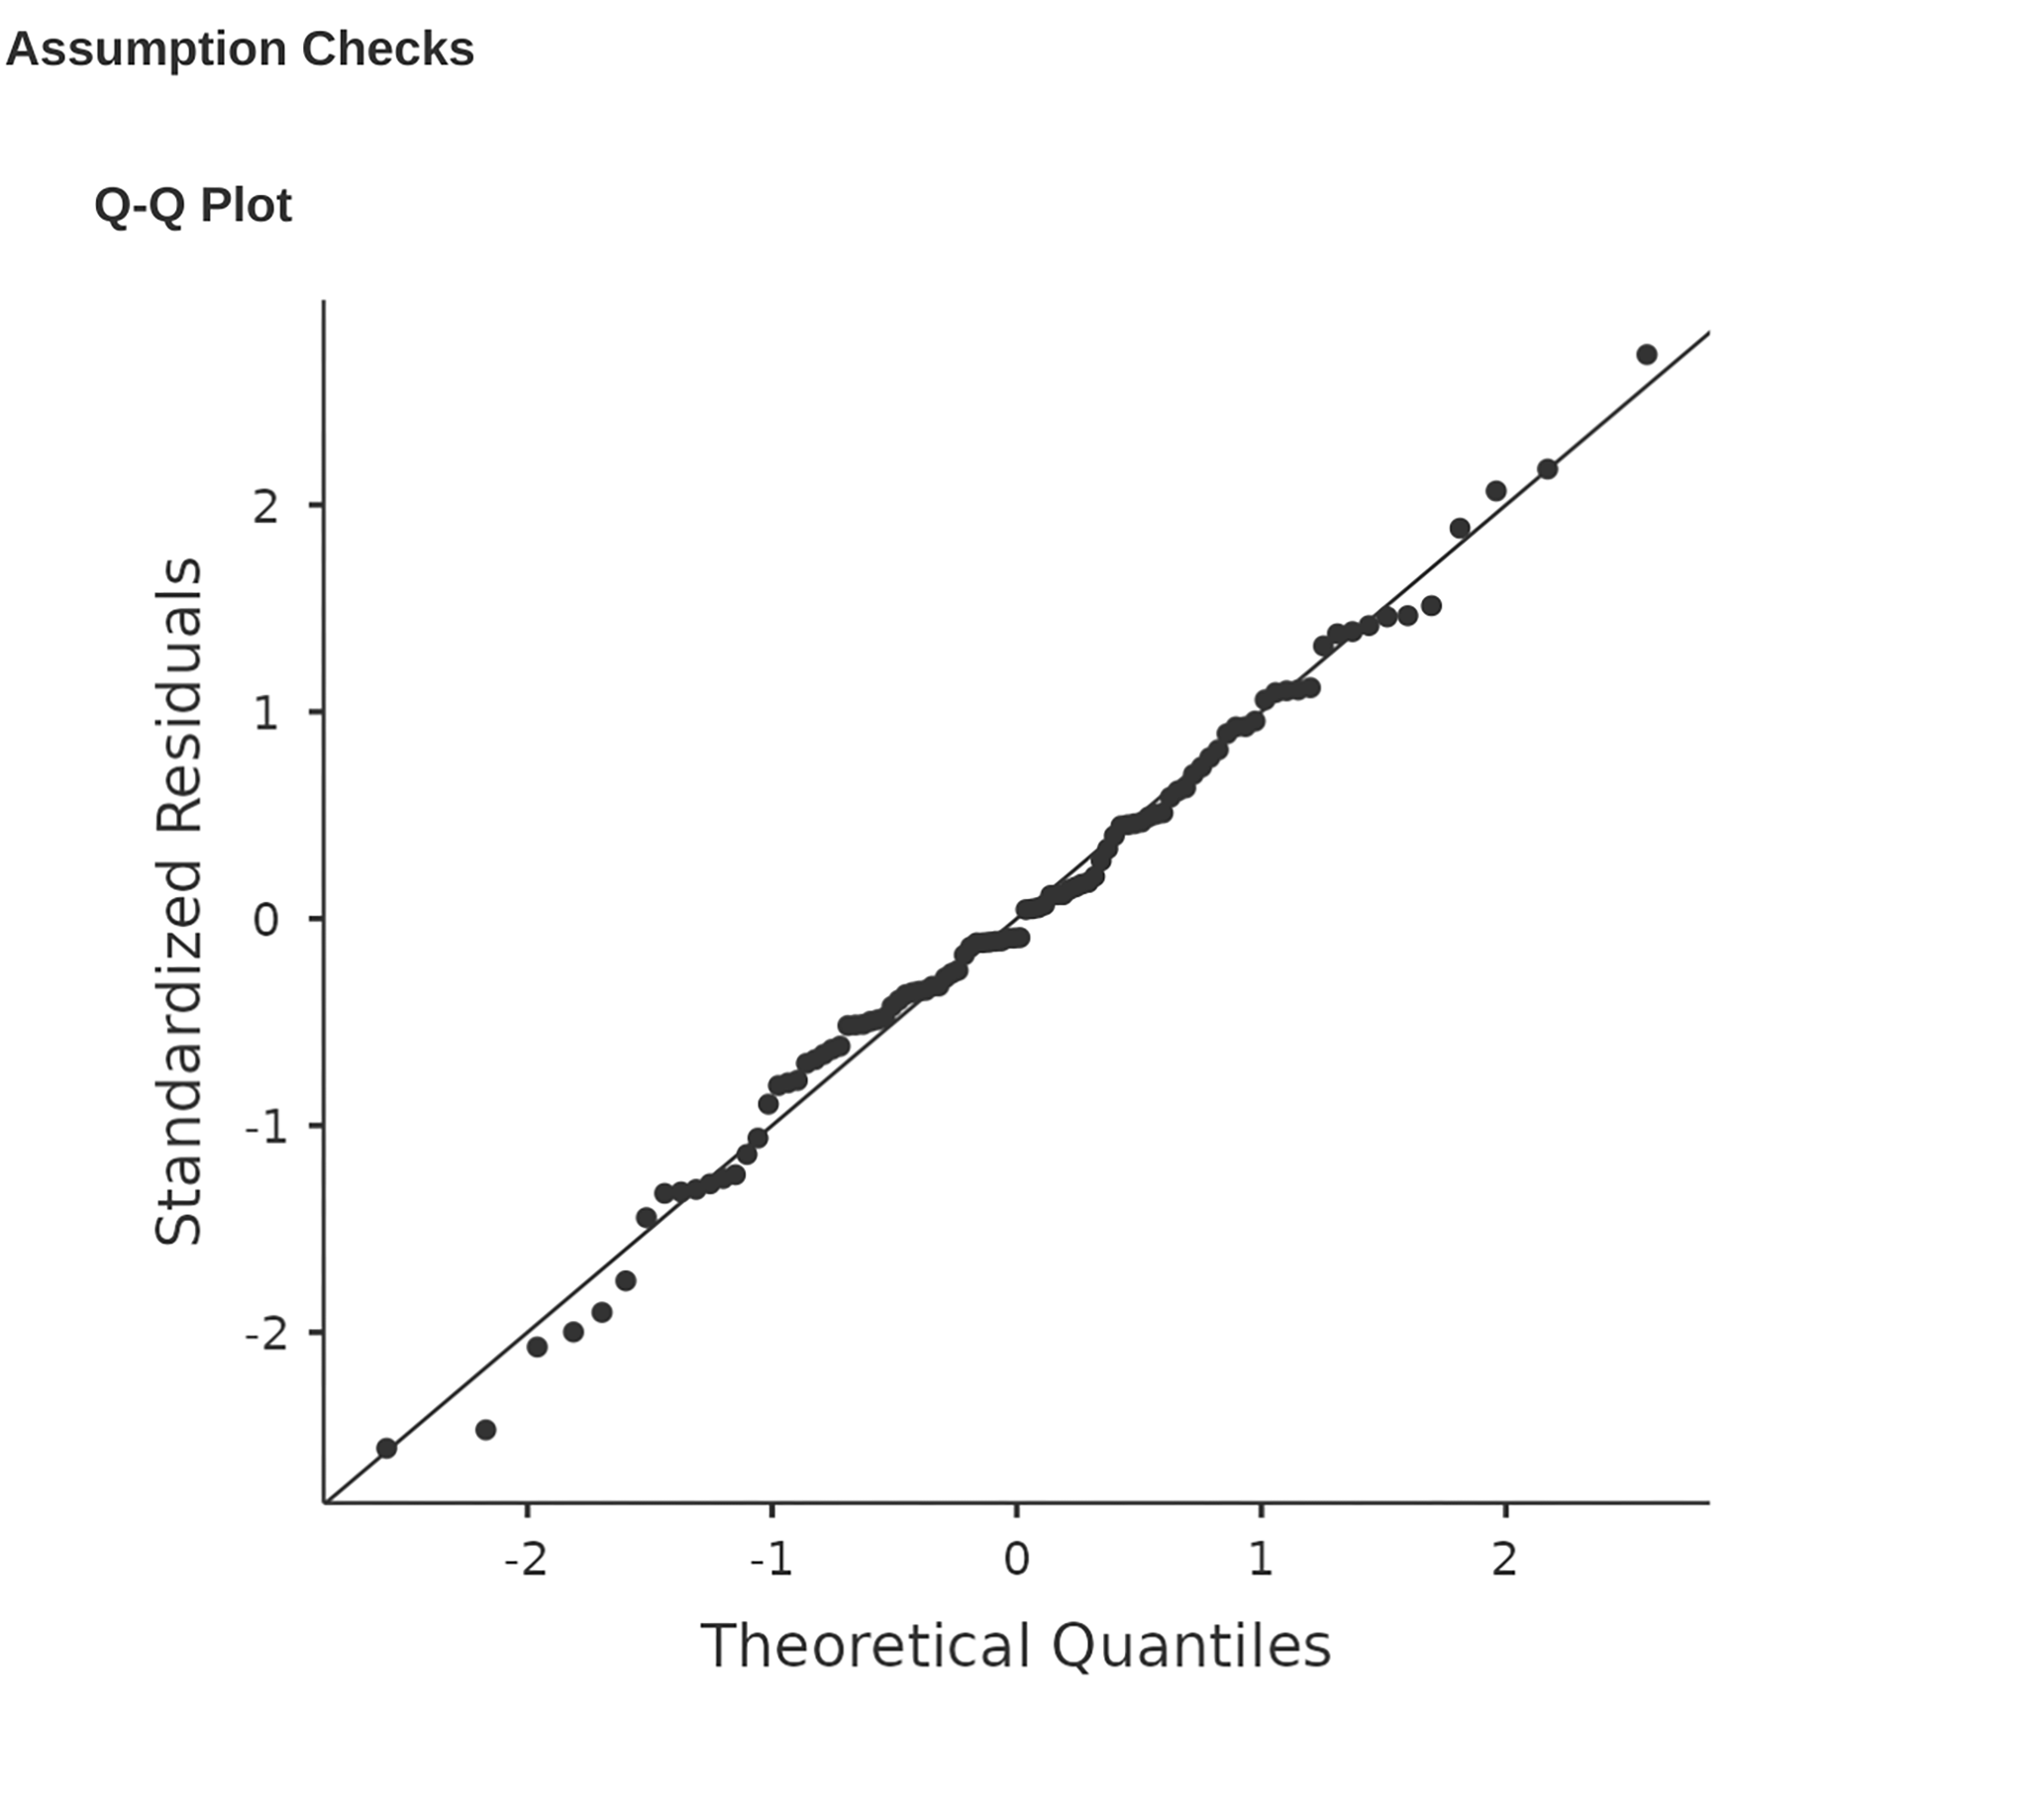 Assumption Checks
Q-Q Plot
2
1
0
-1
-2
Standardized Residuals
-2 -1 0 1 2
Theoretical Quantiles